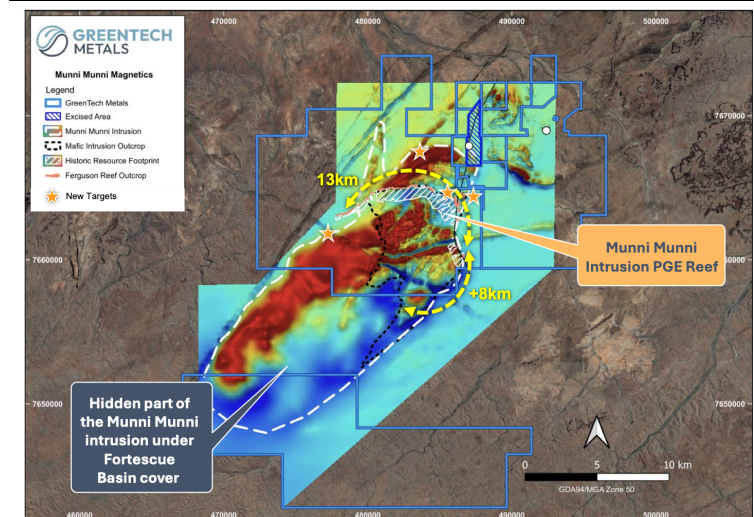 470000
480000
490000
500000
GREENTECH
METALS
Munni Munni Magnetics
Legend
GreenTech Metals
Excised Area
Munni Munni Intrusion
Mafic Intrusion Outcrop
Historic Resource Footprint
Ferguson Reef Outcrop
New Targets
7670000
13km
Munni Munni
Intrusion PGE Reef
7660000
+8km
7650000
7650000
Hidden part of
the Munni Munni
intrusion under
Fortescue
Basin cover
0
5
10 km
GDA94/MGA Zone 50
460000
470000
480000
490000
500000